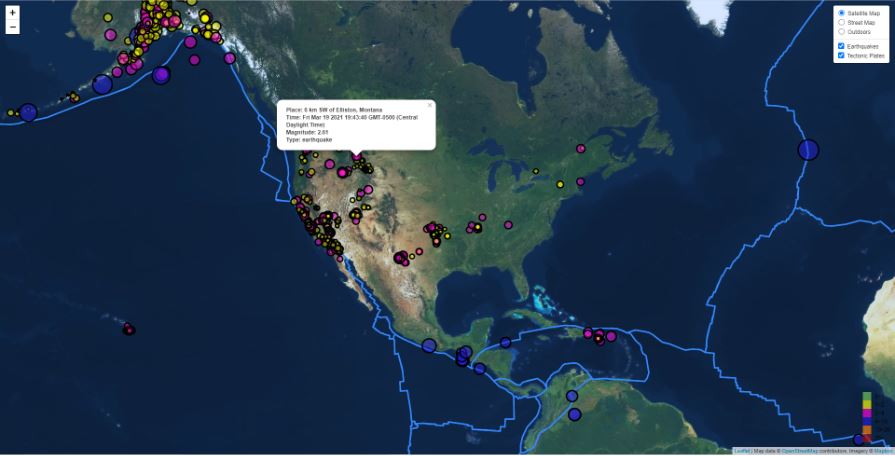 +
−
Satellite Map
Street Map
Outdoors
Earthquakes
Tectonic Plates
×
Place: 6 km SW of Elliston, Montana
Time: Fri Mar 19 2021 19:43:48 GMT-0500 (Central
Daylight Time)
Magnitude: 2.61
Type: earthquake
Leaflet | Map data © OpenStreetMap contributors, Imagery © Mapbox